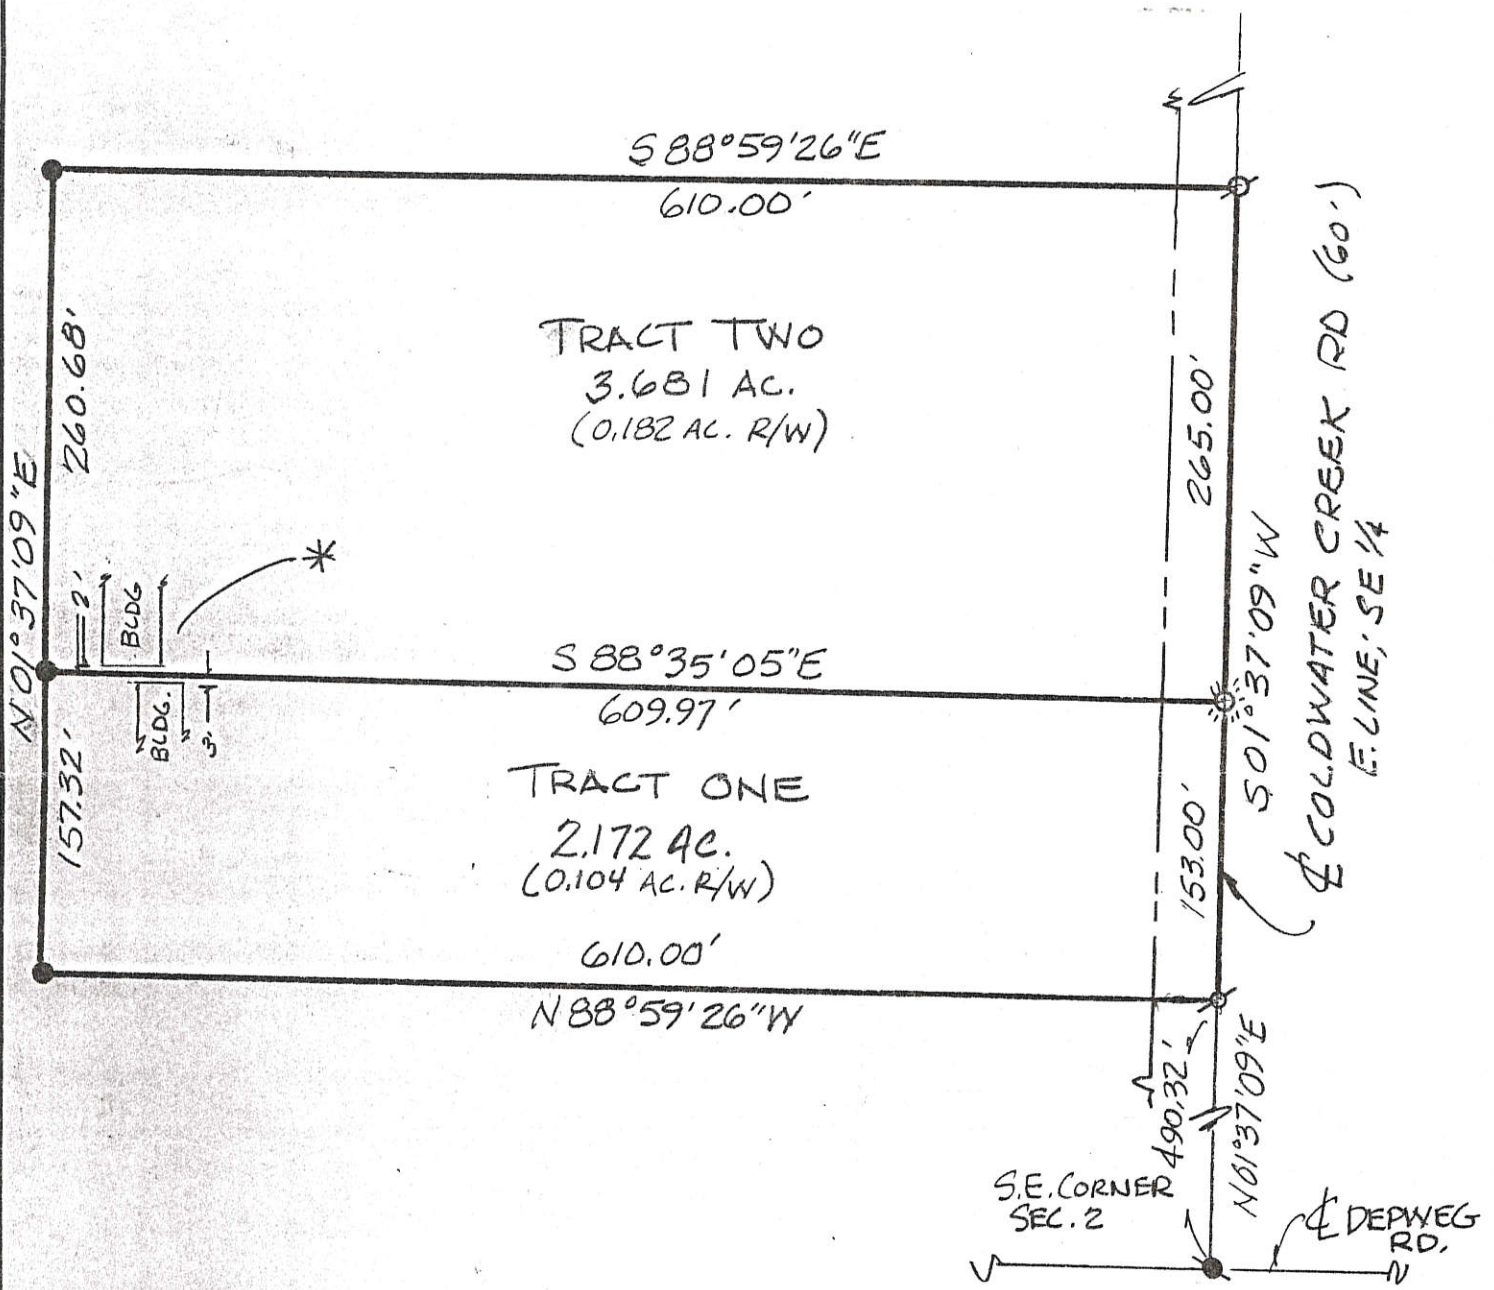 S 88°59'26"E
610.00'
TRACT TWO
3.681 AC.
(0.182 AC. R/W)
260.68'
N 01°37'09"E
265.00'
S 01°37'09"W
℄ COLDWATER CREEK RD (60')
E. LINE, SE 1/4
*
2'
BLDG
S 88°35'05"E
609.97'
BLDG.
3'
157.32'
TRACT ONE
2.172 AC.
(0.104 AC. R/W)
153.00'
610.00'
N 88°59'26"W
490.32'
N 01°37'09"E
S.E. CORNER
SEC. 2
℄ DEPWEG
RD.